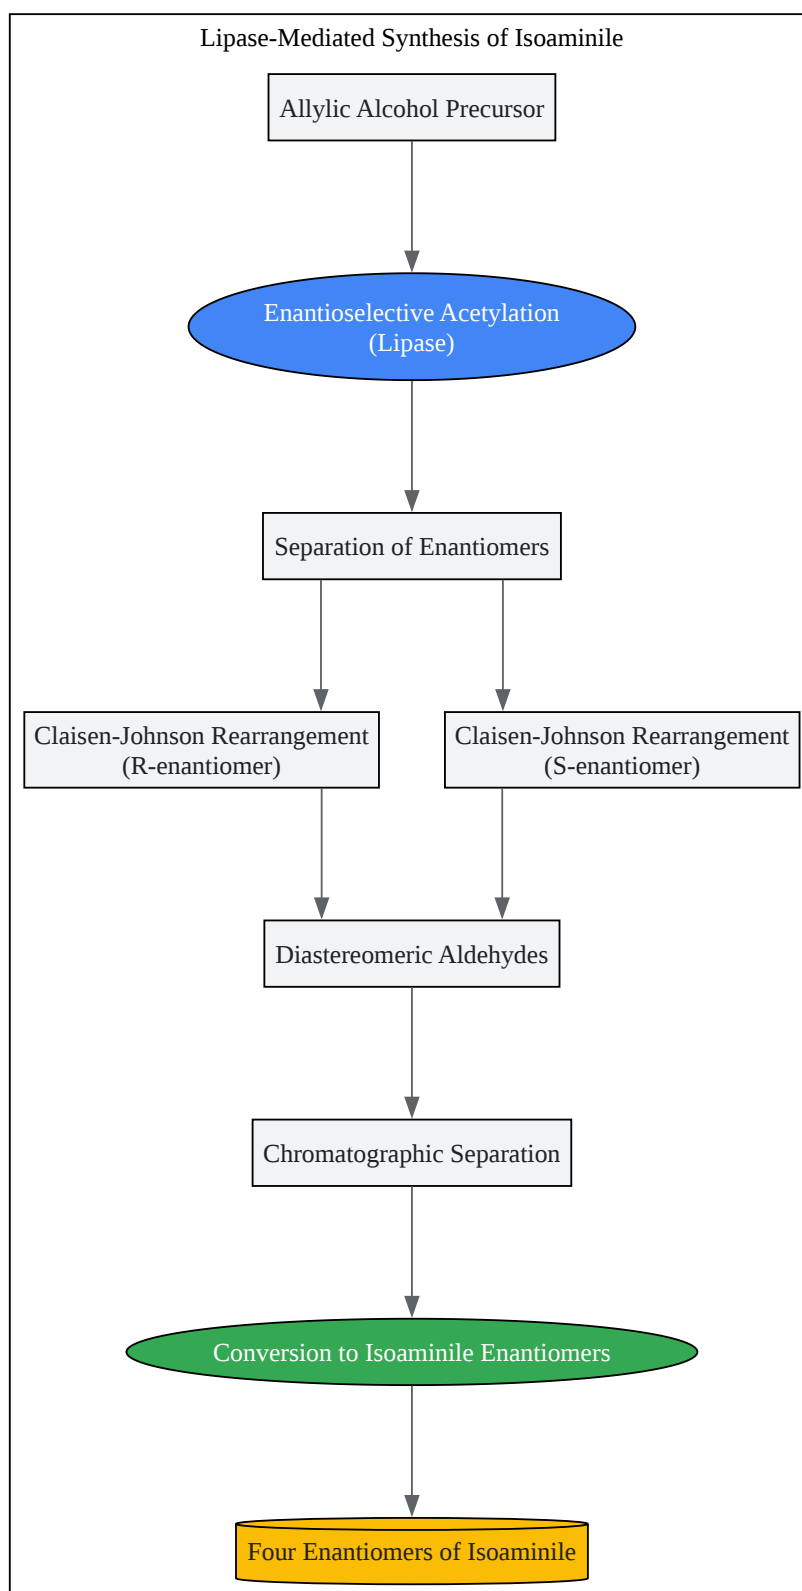 Lipase-Mediated Synthesis of Isoaminile
Allylic Alcohol Precursor
Enantioselective Acetylation
(Lipase)
Separation of Enantiomers
Claisen-Johnson Rearrangement
(R-enantiomer)
Claisen-Johnson Rearrangement
(S-enantiomer)
Diastereomeric Aldehydes
Chromatographic Separation
Conversion to Isoaminile Enantiomers
Four Enantiomers of Isoaminile